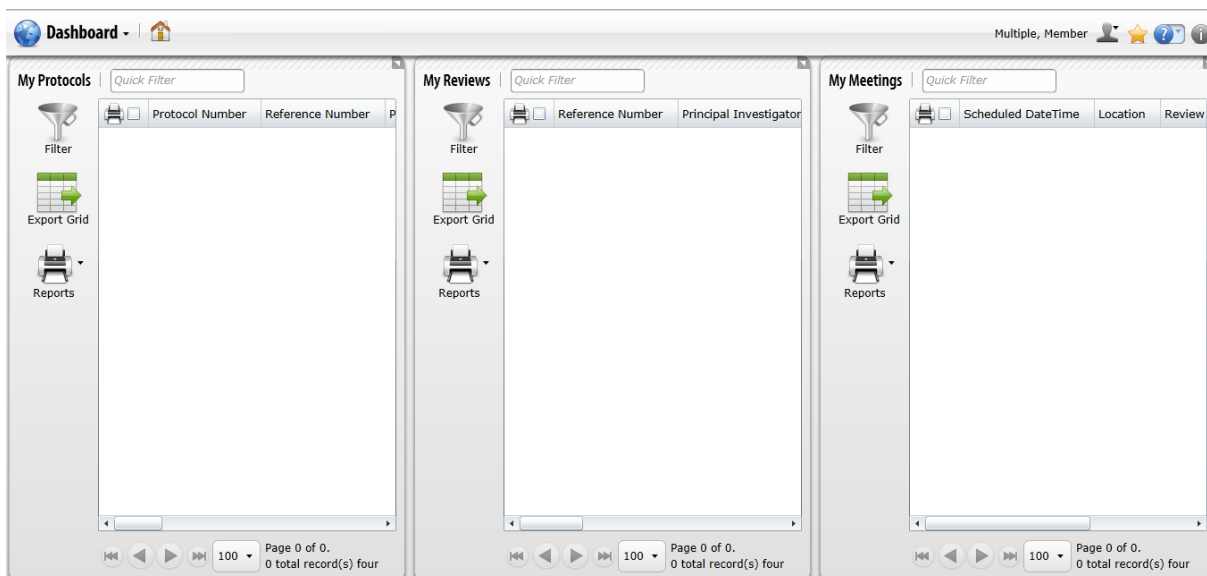 Dashboard
Multiple, Member
My Protocols
Quick Filter
Filter
Export Grid
Reports
Protocol Number Reference Number P
100
Page 0 of 0.
0 total record(s) four
My Reviews
Quick Filter
Filter
Export Grid
Reports
Reference Number Principal Investigator
100
Page 0 of 0.
0 total record(s) four
My Meetings
Quick Filter
Filter
Export Grid
Reports
Scheduled DateTime Location Review
100
Page 0 of 0.
0 total record(s) four